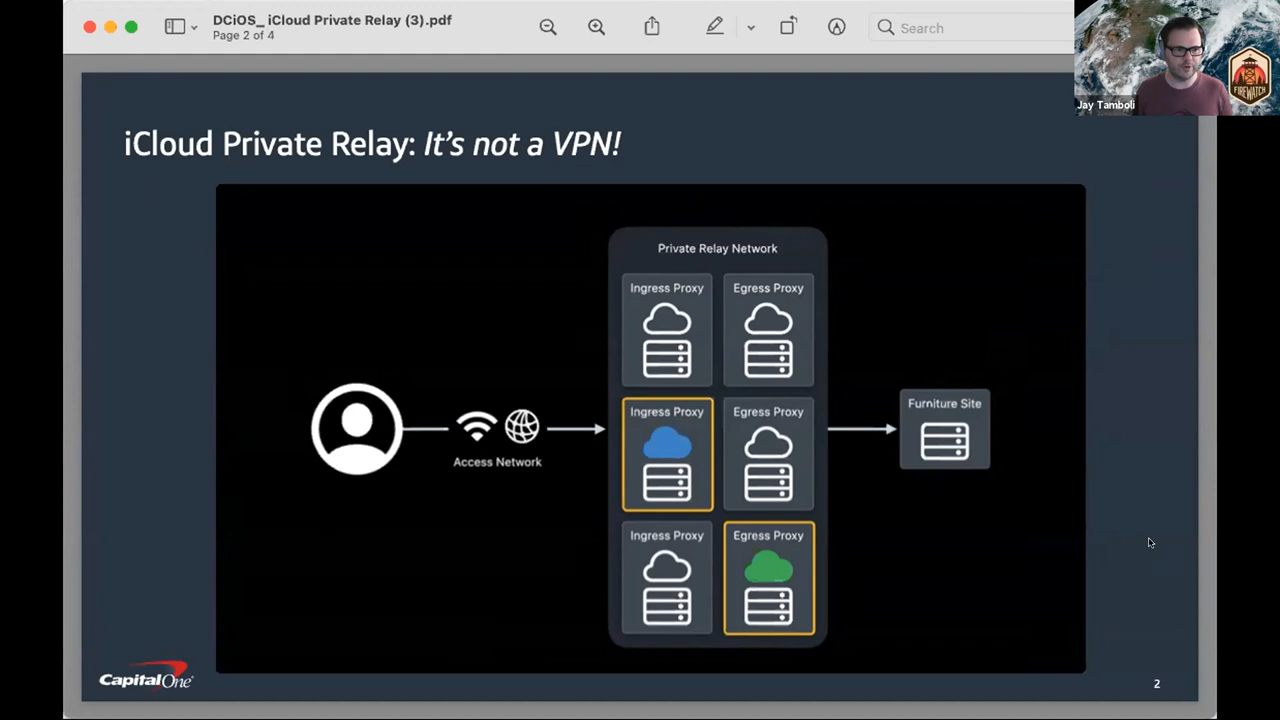 DCiOS_ iCloud Private Relay (3).pdf
Page 2 of 4
Search
Jay Tamboli
FIREWATCH
iCloud Private Relay: It's not a VPN!
Private Relay Network
Ingress Proxy
Egress Proxy
Ingress Proxy
Egress Proxy
Furniture Site
Access Network
Ingress Proxy
Egress Proxy
CapitalOne
2